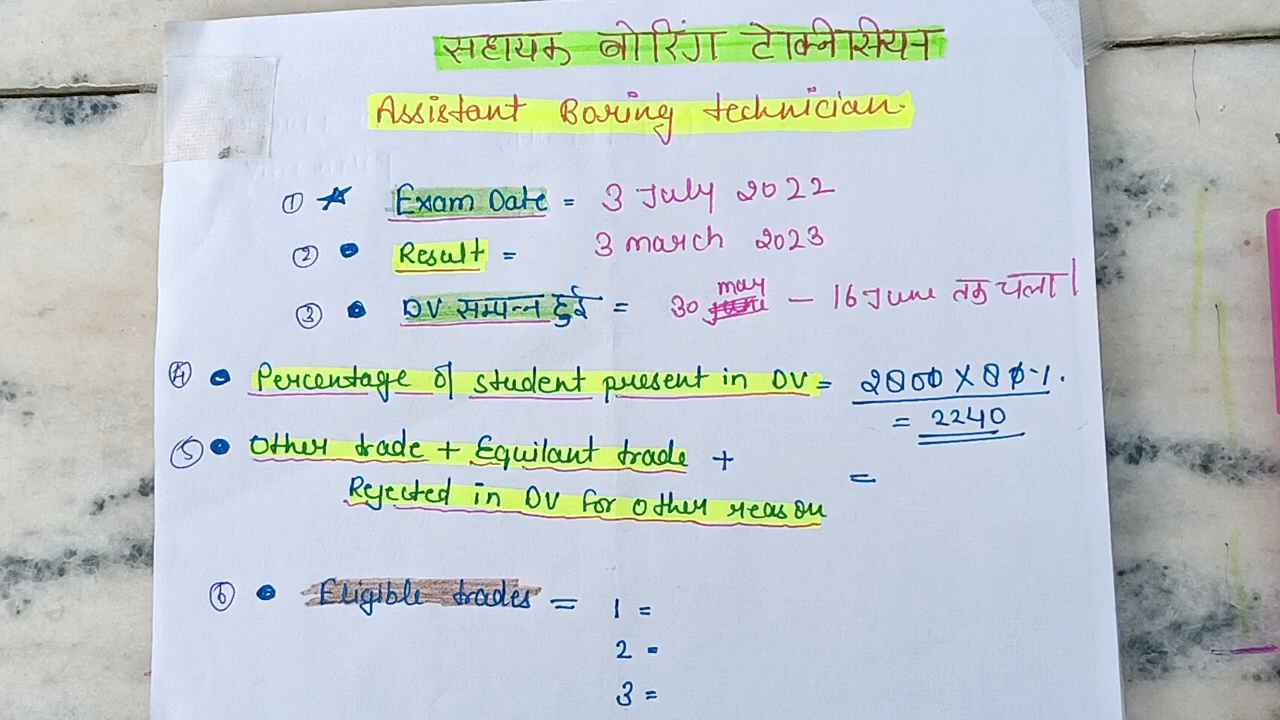 सहायक बोरिंग टेक्नीसियन
Assistant Boring technician.
① ★ Exam Date = 3 July 2022
② • Result = 3 march 2023
③ • DV सम्पन्न हुई = 30 may — 16 June तक चला।
④ • Percentage of student present in DV = 2800 X 80%.
= 2240
⑤ • Other trade + Equilant trade +
Rejected in DV for other reason =
⑥ • Eligible trades = 1 =
2 =
3 =